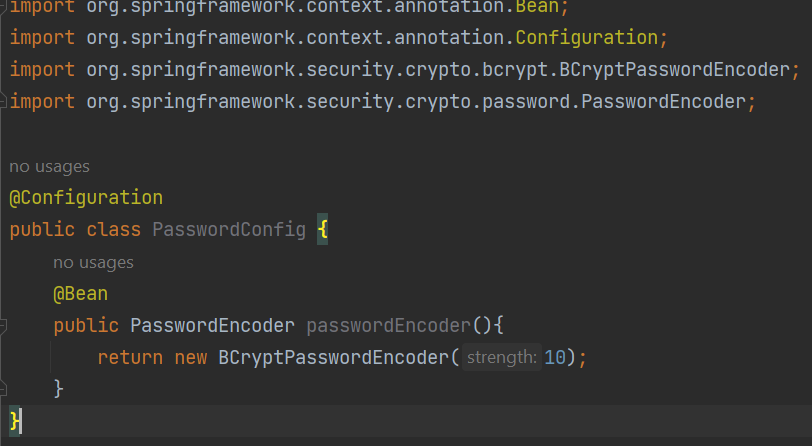 import org.springframework.context.annotation.Bean;
import org.springframework.context.annotation.Configuration;
import org.springframework.security.crypto.bcrypt.BCryptPasswordEncoder;
import org.springframework.security.crypto.password.PasswordEncoder;
no usages
@Configuration
public class PasswordConfig {
no usages
@Bean
public PasswordEncoder passwordEncoder(){
return new BCryptPasswordEncoder( strength: 10);
}
}